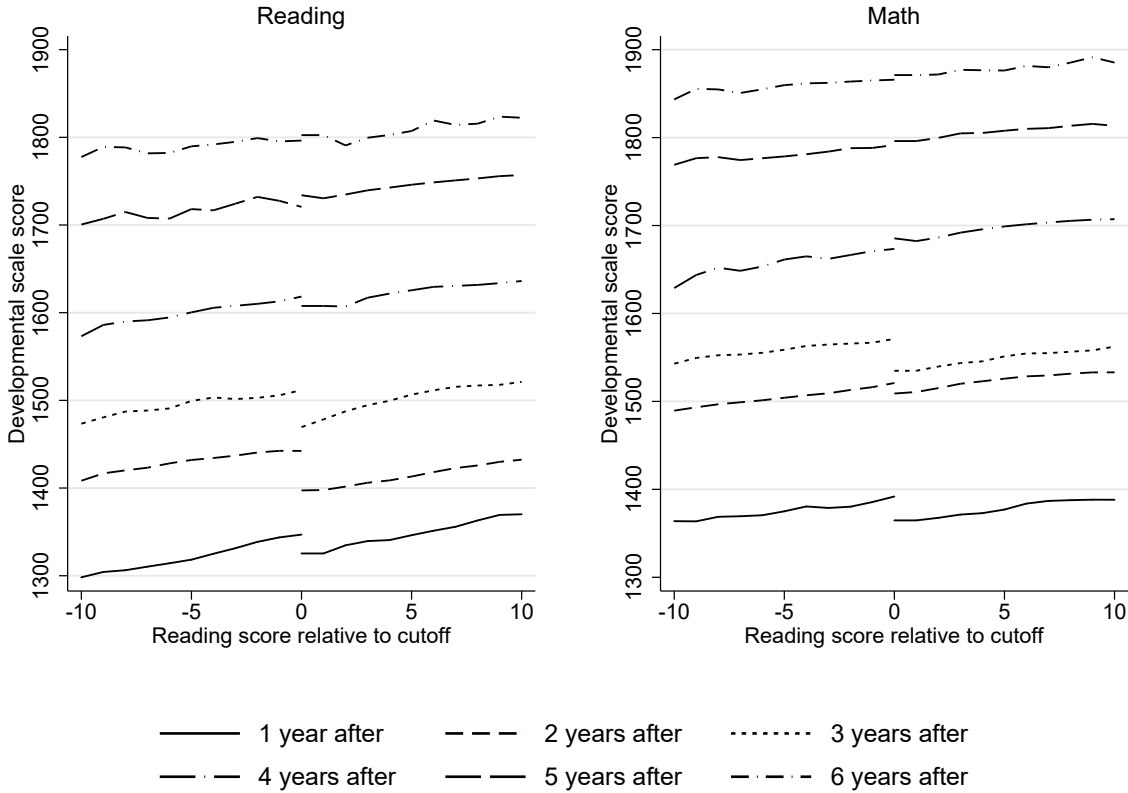 Reading
Developmental scale score
1900
1800
1700
1600
1500
1400
1300
-10 -5 0 5 10
Reading score relative to cutoff
Math
Developmental scale score
1900
1800
1700
1600
1500
1400
1300
-10 -5 0 5 10
Reading score relative to cutoff
1 year after 2 years after 3 years after
4 years after 5 years after 6 years after